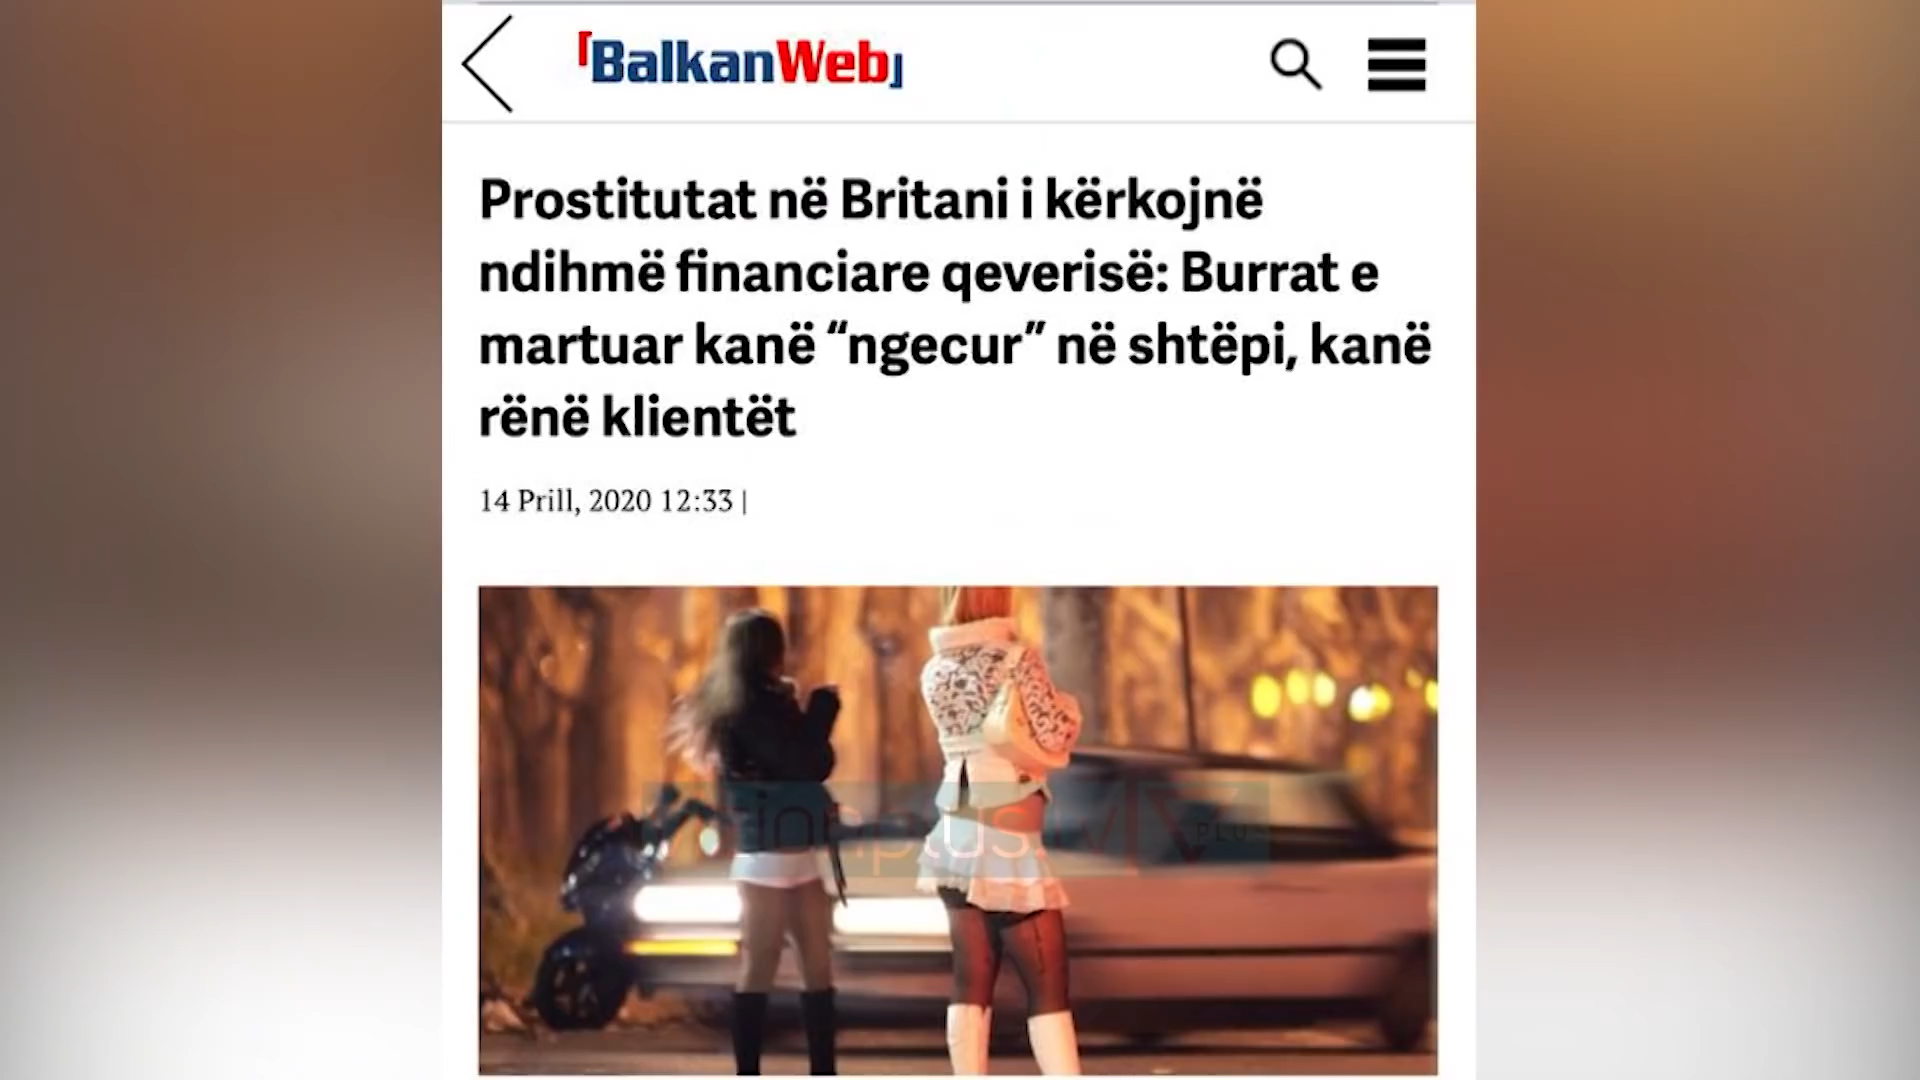 BalkanWeb
Prostitutat në Britani i kërkojnë
ndihmë financiare qeverisë: Burrat e
martuar kanë “ngecur” në shtëpi, kanë
rënë klientët
14 Prill, 2020 12:33 |